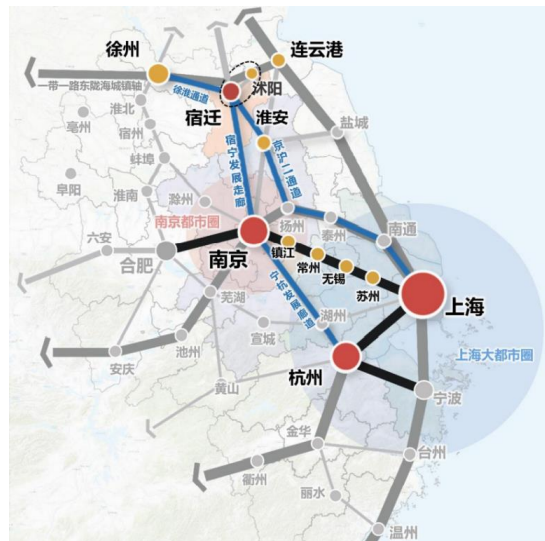 徐州
连云港
一带一路东陇海城镇轴
徐淮通道
沭阳
宿迁
淮安
淮北
亳州
宿州
盐城
宿宁发展走廊
京沪二通道
蚌埠
阜阳
淮南
滁州
南京都市圈
扬州
泰州
南通
六安
合肥
南京
镇江
常州
无锡
苏州
上海
芜湖
宁杭发展廊道
湖州
宣城
上海大都市圈
池州
安庆
杭州
黄山
宁波
金华
台州
衢州
丽水
温州